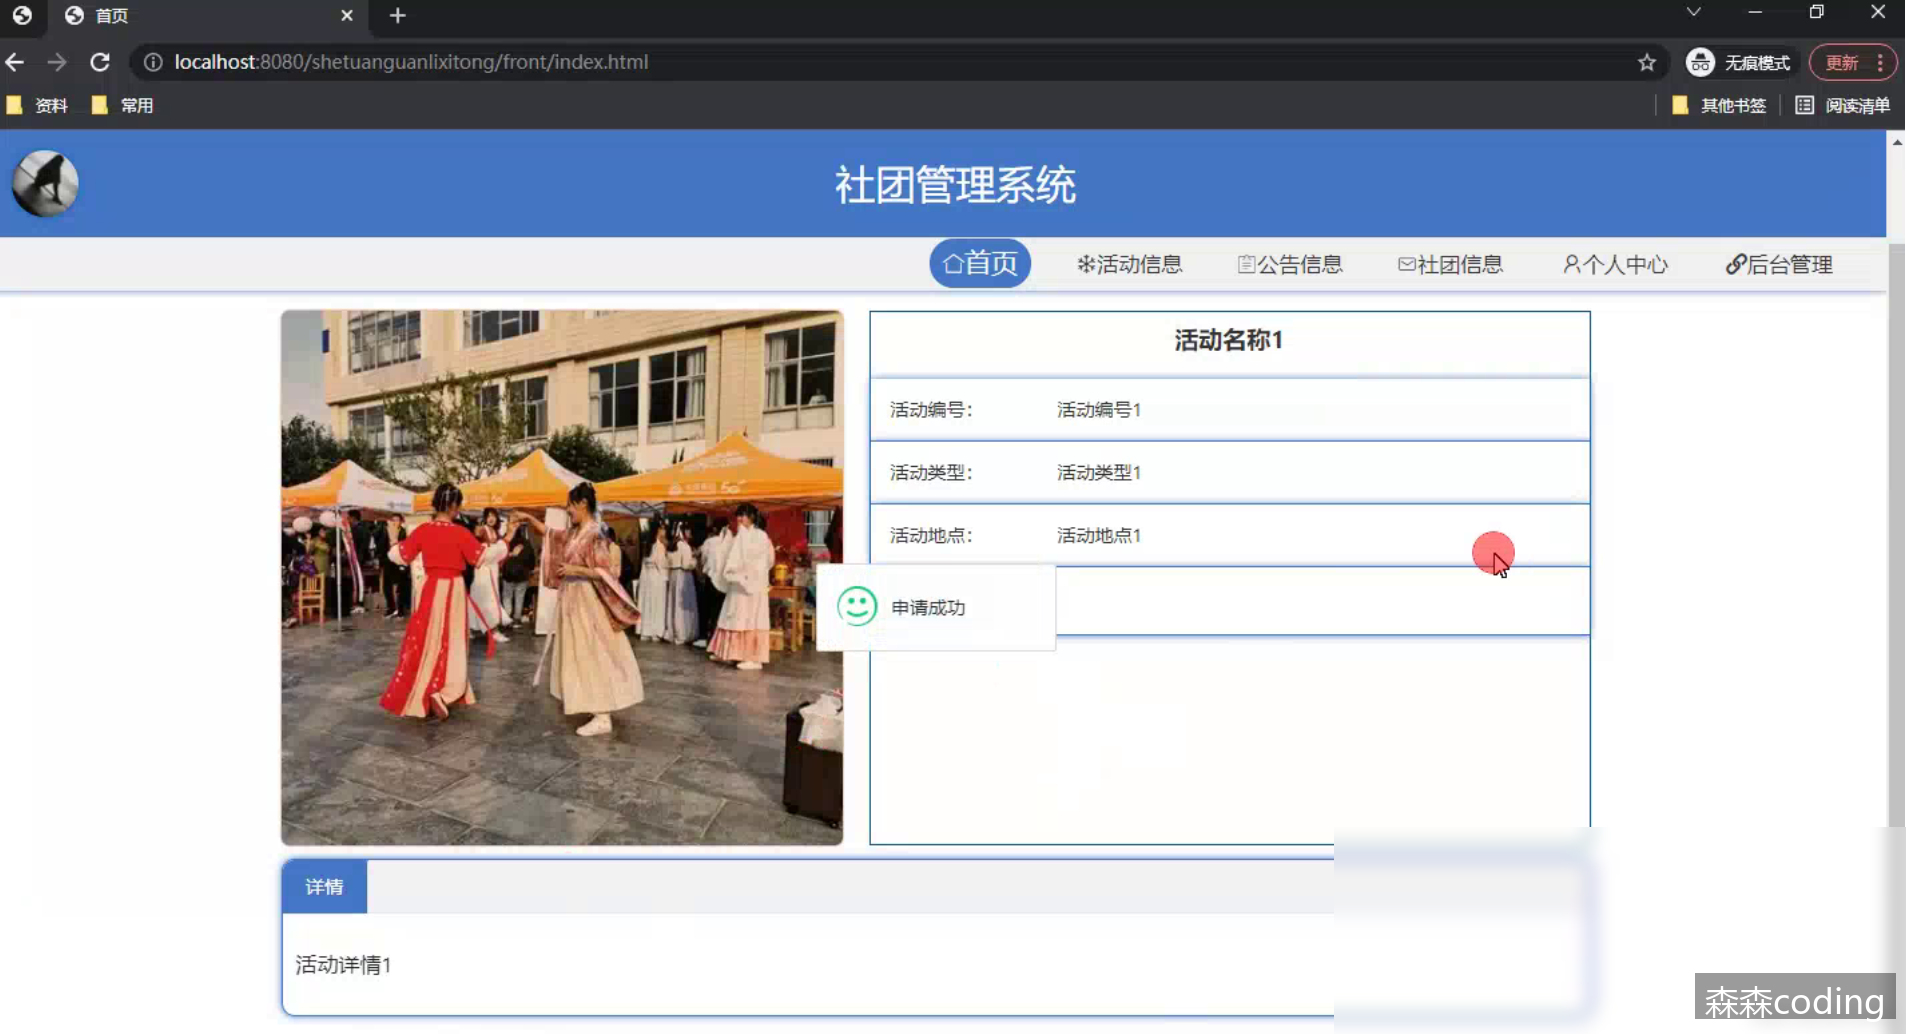 首页
localhost:8080/shetuanguanlixitong/front/index.html
无痕模式
更新
资料
常用
其他书签
阅读清单
社团管理系统
首页
活动信息
公告信息
社团信息
个人中心
后台管理
活动名称1
活动编号：
活动编号1
活动类型：
活动类型1
活动地点：
活动地点1
申请成功
详情
活动详情1
森森coding